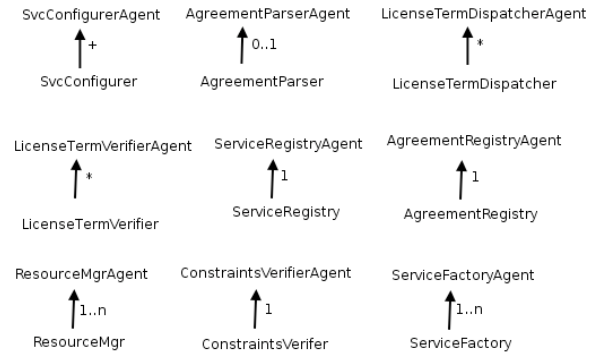 SvcConfigurerAgent AgreementParserAgent LicenseTermDispatcherAgent
+ 0..1 *
SvcConfigurer AgreementParser LicenseTermDispatcher
LicenseTermVerifierAgent ServiceRegistryAgent AgreementRegistryAgent
* 1 1
LicenseTermVerifier ServiceRegistry AgreementRegistry
ResourceMgrAgent ConstraintsVerifierAgent ServiceFactoryAgent
1..n 1 1..n
ResourceMgr ConstraintsVerifer ServiceFactory